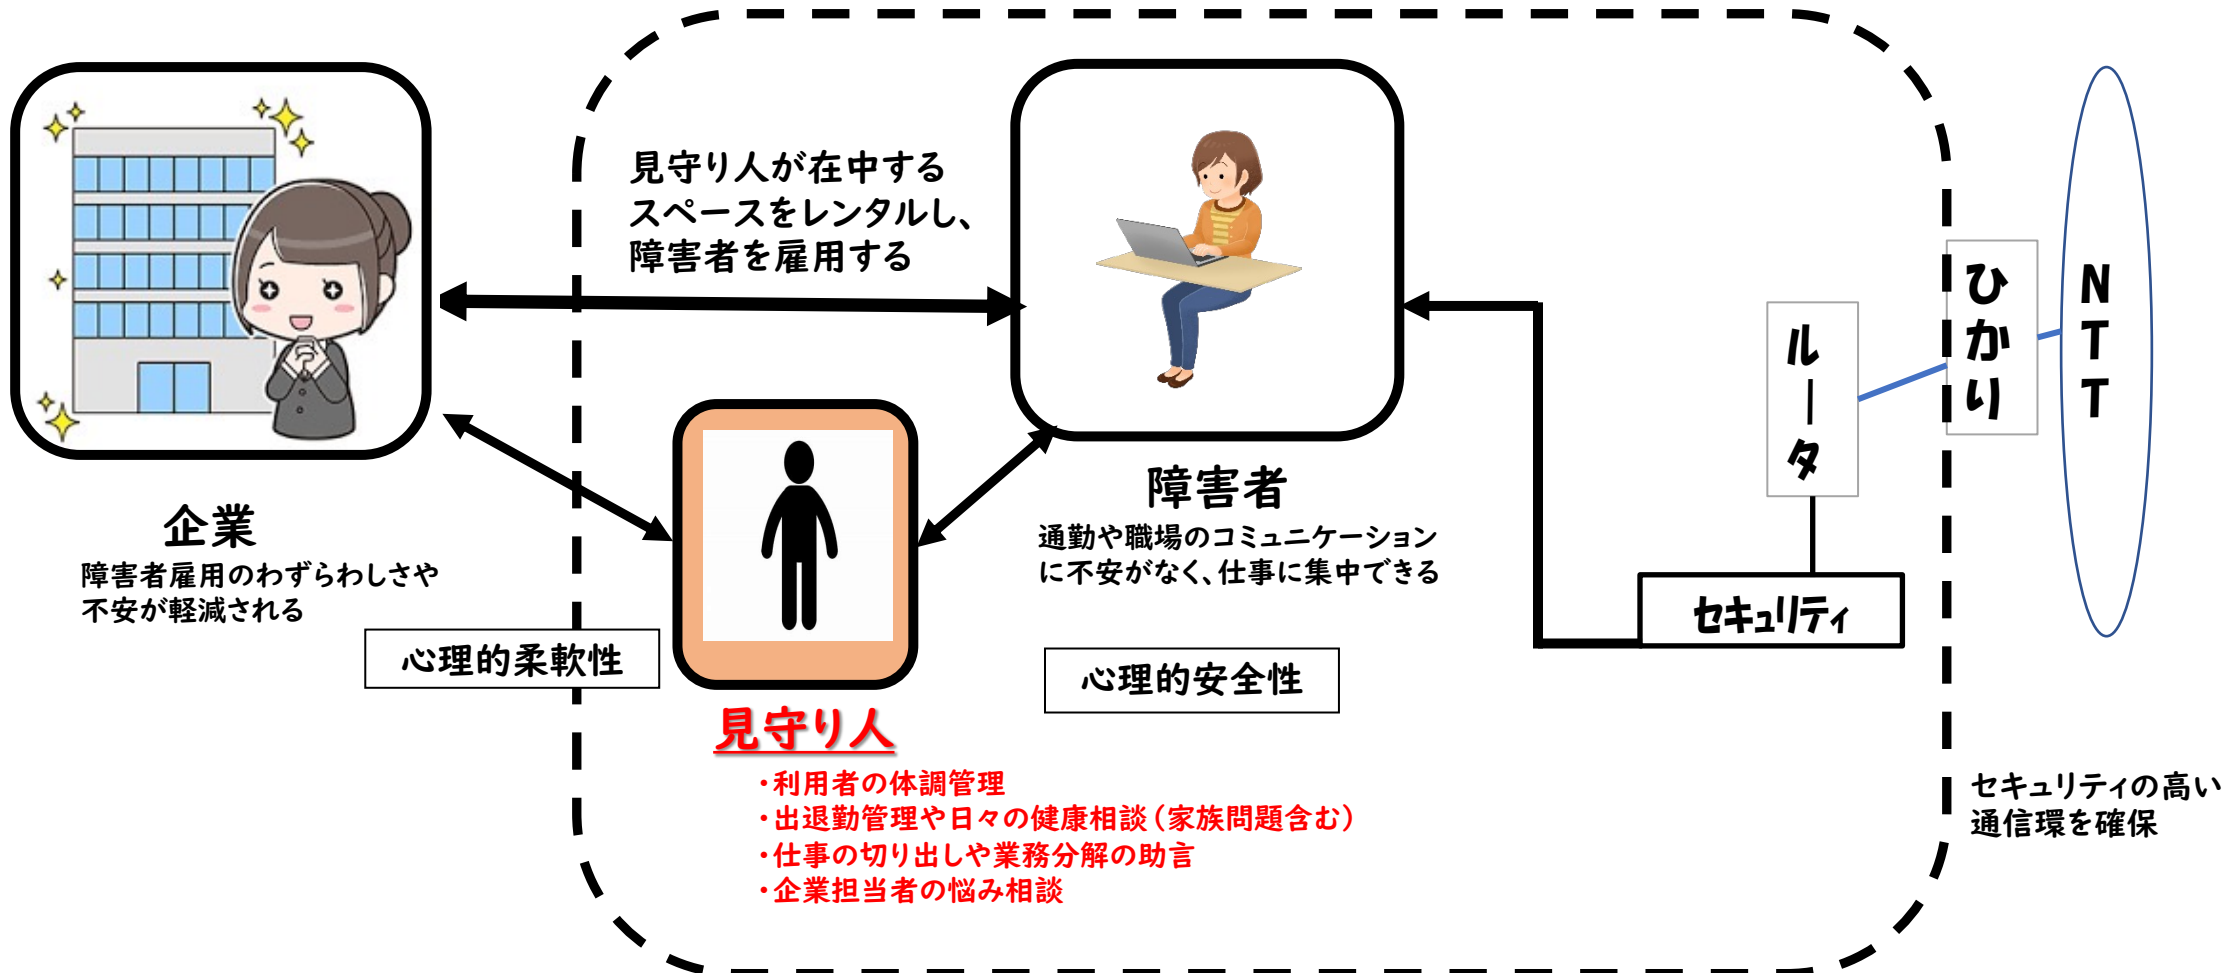 見守り人が在中する
スペースをレンタルし、
障害者を雇用する
企業
障害者雇用のわずらわしさや
不安が軽減される
心理的柔軟性
見守り人
・利用者の体調管理
・出退勤管理や日々の健康相談（家族問題含む）
・仕事の切り出しや業務分解の助言
・企業担当者の悩み相談
障害者
通勤や職場のコミュニケーション
に不安がなく、仕事に集中できる
心理的安全性
セキュリティ
ルータ
ひかり
NTT
セキュリティの高い
通信環を確保